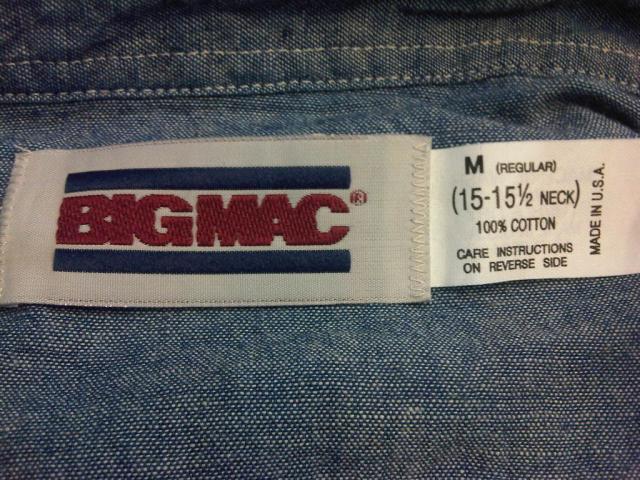 BIG MAC®
M (REGULAR)
(15-15½ NECK)
100% COTTON
CARE INSTRUCTIONS
ON REVERSE SIDE
MADE IN U.S.A.